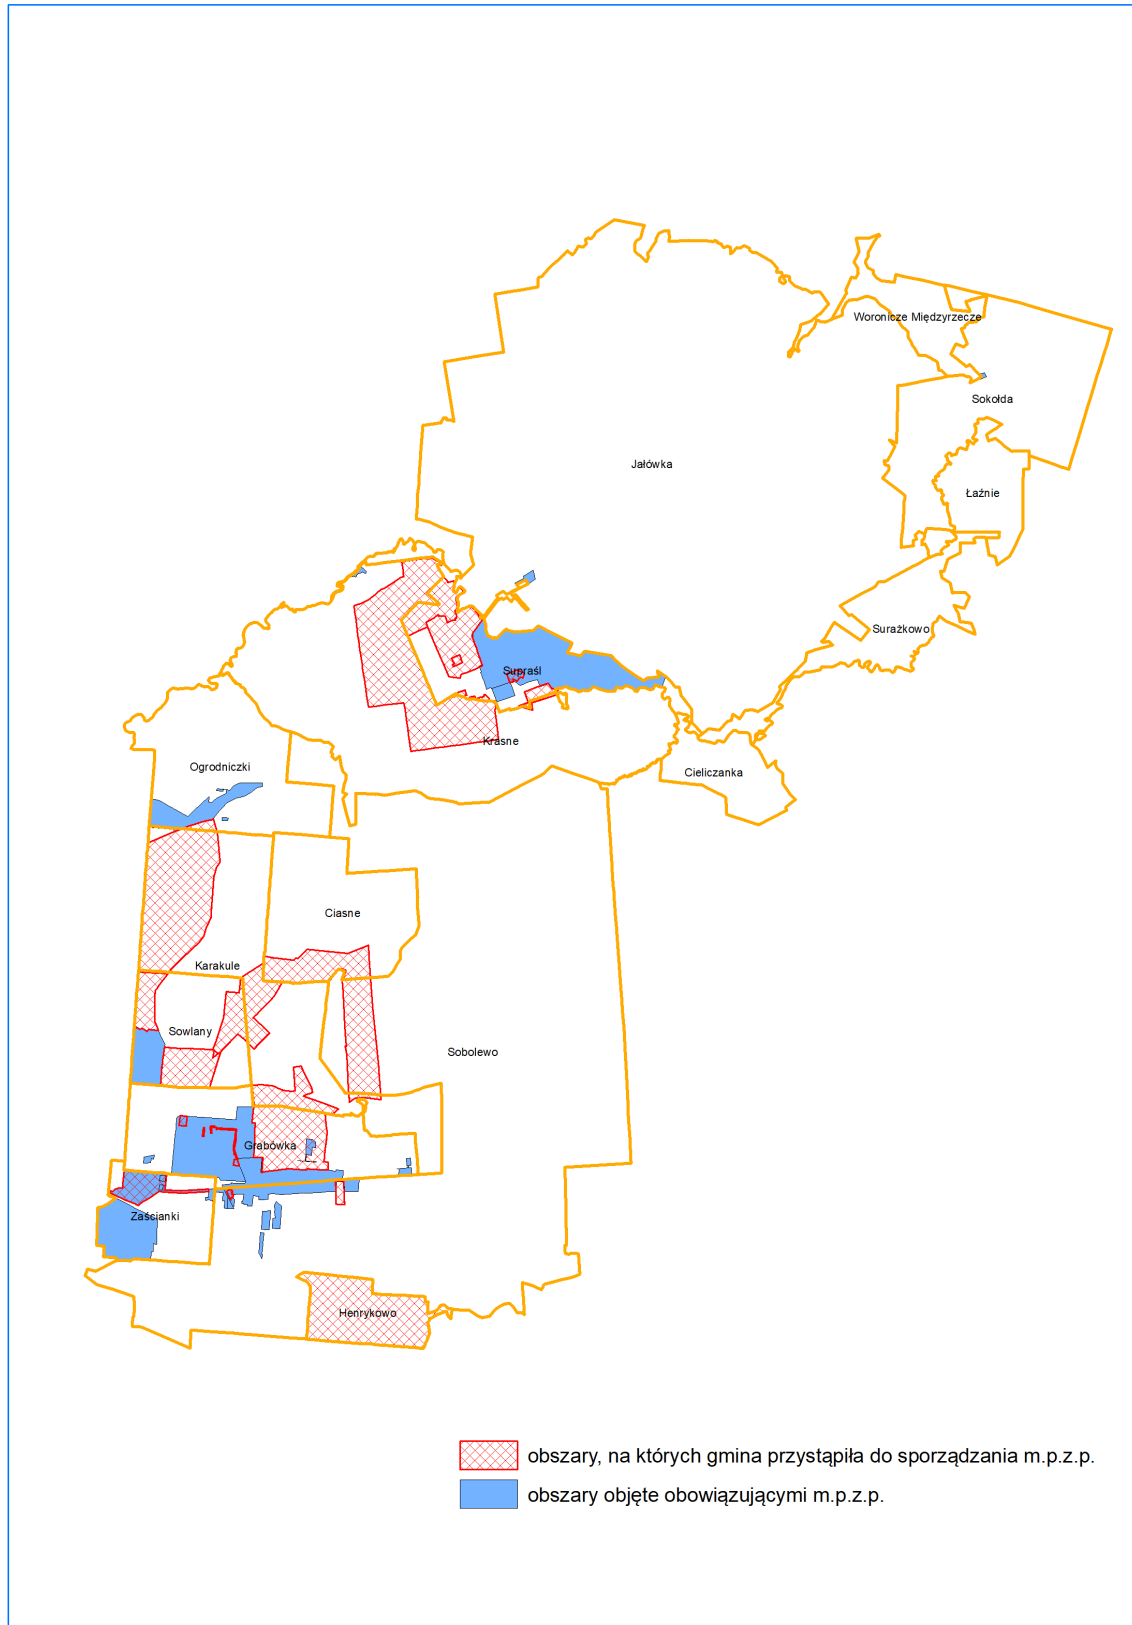 Woronicze Międzyrzecze
Sokołda
Jałówka
Łaźnie
Surażkowo
Supraśl
Krasne
Ogrodniczki
Cieliczanka
Ciasne
Karakule
Sowlany
Sobolewo
Grabówka
Zaścianki
Henrykowo
obszary, na których gmina przystąpiła do sporządzania m.p.z.p.
obszary objęte obowiązującymi m.p.z.p.